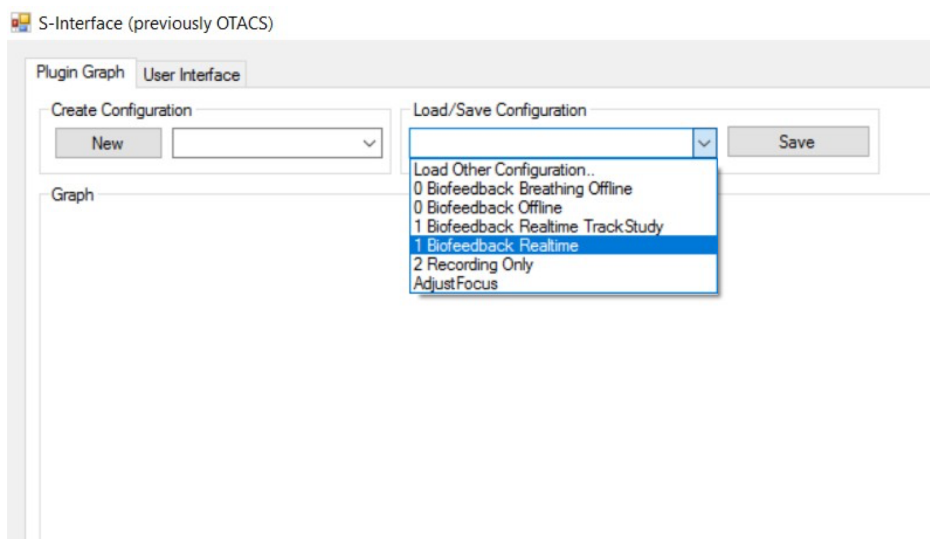 S-Interface (previously OTACS)
Plugin Graph User Interface
Create Configuration
New
Load/Save Configuration
Save
Load Other Configuration..
0 Biofeedback Breathing Offline
0 Biofeedback Offline
1 Biofeedback Realtime TrackStudy
1 Biofeedback Realtime
2 Recording Only
AdjustFocus
Graph